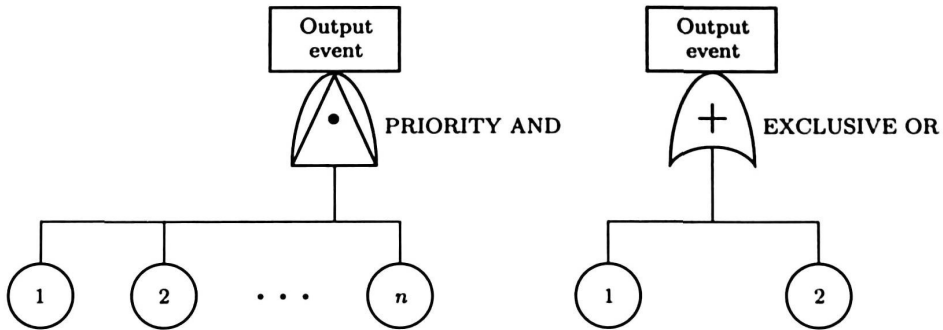 Output
event
PRIORITY AND
1
2
. . .
n
Output
event
+
EXCLUSIVE OR
1
2